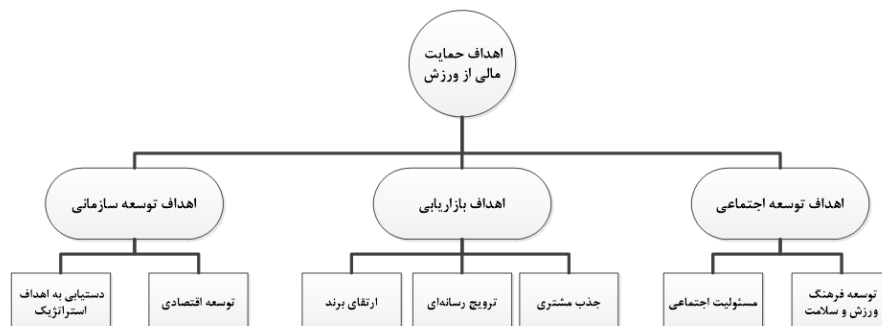 اهداف حمایت
مالی از ورزش
اهداف توسعه اجتماعی
اهداف بازاریابی
اهداف توسعه سازمانی
توسعه فرهنگ
ورزش و سلامت
مسئولیت اجتماعی
جذب مشتری
ترویج رسانه‌ای
ارتقای برند
توسعه اقتصادی
دستیابی به اهداف
استراتژیک